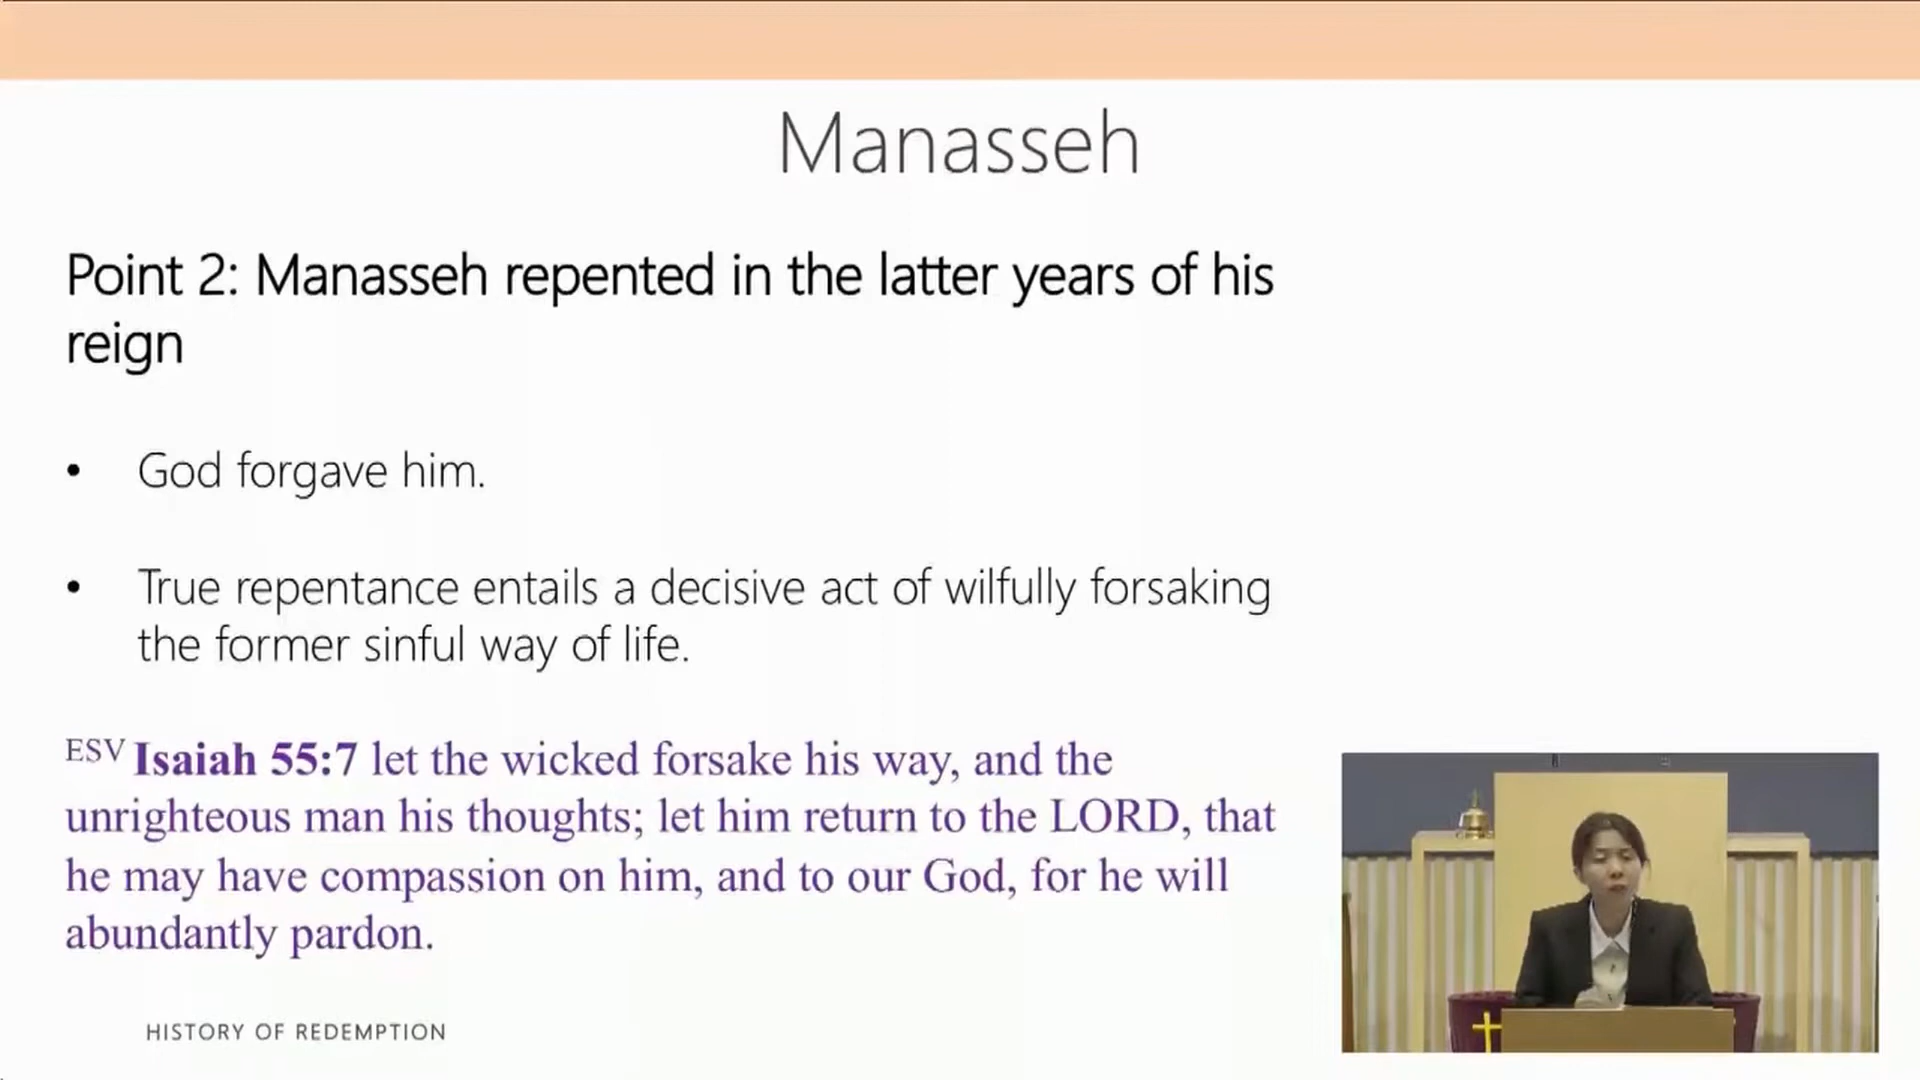 Manasseh
Point 2: Manasseh repented in the latter years of his
reign
• God forgave him.
• True repentance entails a decisive act of wilfully forsaking
the former sinful way of life.
ESV Isaiah 55:7 let the wicked forsake his way, and the
unrighteous man his thoughts; let him return to the LORD, that
he may have compassion on him, and to our God, for he will
abundantly pardon.
HISTORY OF REDEMPTION